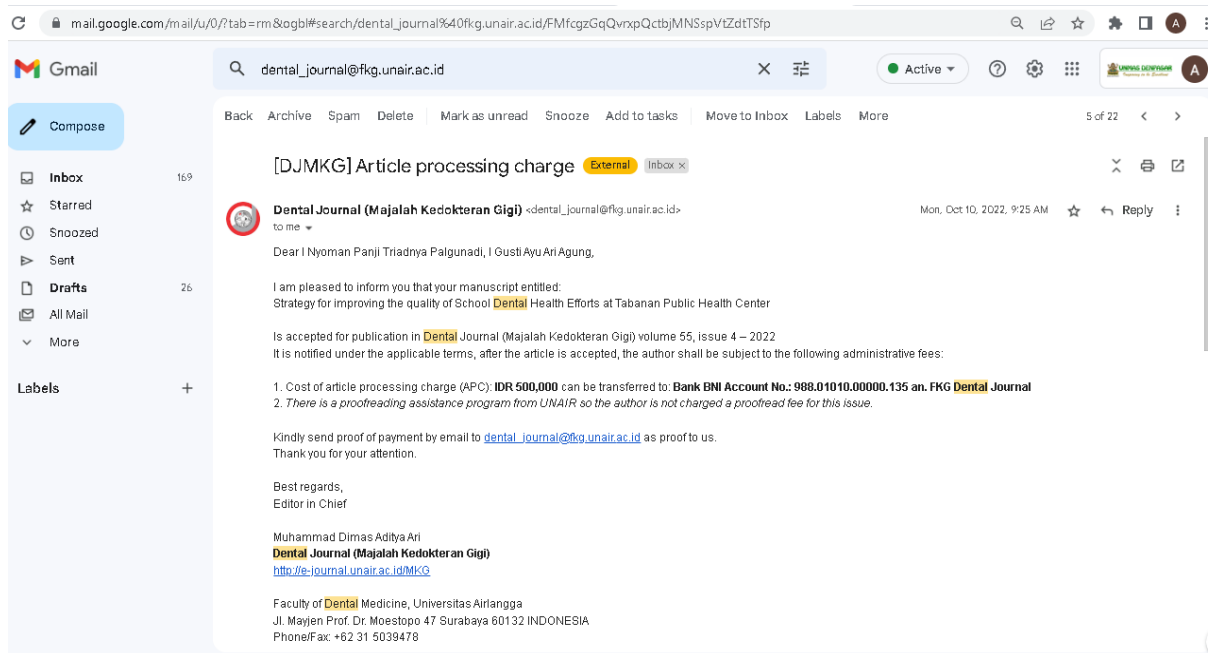 mail.google.com/mail/u/0/?tab=rm&ogbl#search/dental_journal%40fkg.unair.ac.id/FMfcgzGqQvrxpQctbjMNSspVtZdtTSfp
A
Gmail
dental_journal@fkg.unair.ac.id
Active
UNMAS DENPASAR
A
Compose
Back Archive Spam Delete Mark as unread Snooze Add to tasks Move to Inbox Labels More
5 of 22
Inbox 169
Starred
Snoozed
Sent
Drafts 26
All Mail
More
Labels +
[DJMKG] Article processing charge External Inbox ×
Dental Journal (Majalah Kedokteran Gigi) <dental_journal@fkg.unair.ac.id>
Mon, Oct 10, 2022, 9:25 AM
Reply
to me
Dear I Nyoman Panji Triadnya Palgunadi, I Gusti Ayu Ari Agung,
I am pleased to inform you that your manuscript entitled:
Strategy for improving the quality of School Dental Health Efforts at Tabanan Public Health Center
Is accepted for publication in Dental Journal (Majalah Kedokteran Gigi) volume 55, issue 4 – 2022
It is notified under the applicable terms, after the article is accepted, the author shall be subject to the following administrative fees:
1. Cost of article processing charge (APC): IDR 500,000 can be transferred to: Bank BNI Account No.: 988.01010.00000.135 an. FKG Dental Journal
2. There is a proofreading assistance program from UNAIR so the author is not charged a proofread fee for this issue.
Kindly send proof of payment by email to dental_journal@fkg.unair.ac.id as proof to us.
Thank you for your attention.
Best regards,
Editor in Chief
Muhammad Dimas Aditya Ari
Dental Journal (Majalah Kedokteran Gigi)
http://e-journal.unair.ac.id/MKG
Faculty of Dental Medicine, Universitas Airlangga
Jl. Mayjen Prof. Dr. Moestopo 47 Surabaya 60132 INDONESIA
Phone/Fax: +62 31 5039478